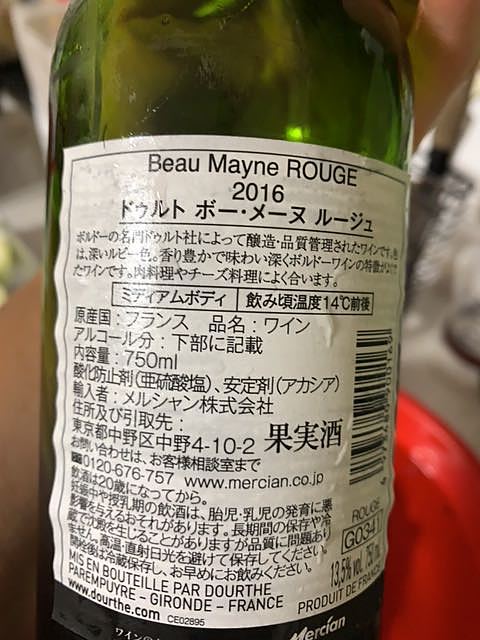 Beau Mayne ROUGE
2016
ドゥルト ボー・メーヌ ルージュ
ボルドーの名門ドゥルト社によって醸造・品質管理されたワインです。色
は、深いルビー色。香り豊かで味わい深くボルドーワインの特徴がよくでた
ワインです。肉料理やチーズ料理によく合います。
ミディアムボディ 飲み頃温度14℃前後
原産国:フランス 品名:ワイン
アルコール分:下部に記載
内容量:750ml
酸化防止剤(亜硫酸塩)、安定剤(アカシア)
輸入者:メルシャン株式会社
住所及び引取先:
東京都中野区中野4-10-2 果実酒
お問い合わせは、お客様相談室まで
0120-676-757 www.mercian.co.jp
飲酒は20歳になってから。
妊娠中や授乳期の飲酒は、胎児・乳児の発育に悪
影響を与えるおそれがあります。長期間の保存や冷
蔵で澱を生じることがありますが品質に問題あり
高温・直射日光を避けて保存してください。
開栓後は冷蔵保存し、お早めにお飲みください。
MIS EN BOUTEILLE PAR DOURTHE
PAREMPUYRE - GIRONDE - FRANCE
www.dourthe.com CE02895
ROUGE
G0341
13,5% vol. 750 ml
PRODUIT DE FRANCE
Mercian